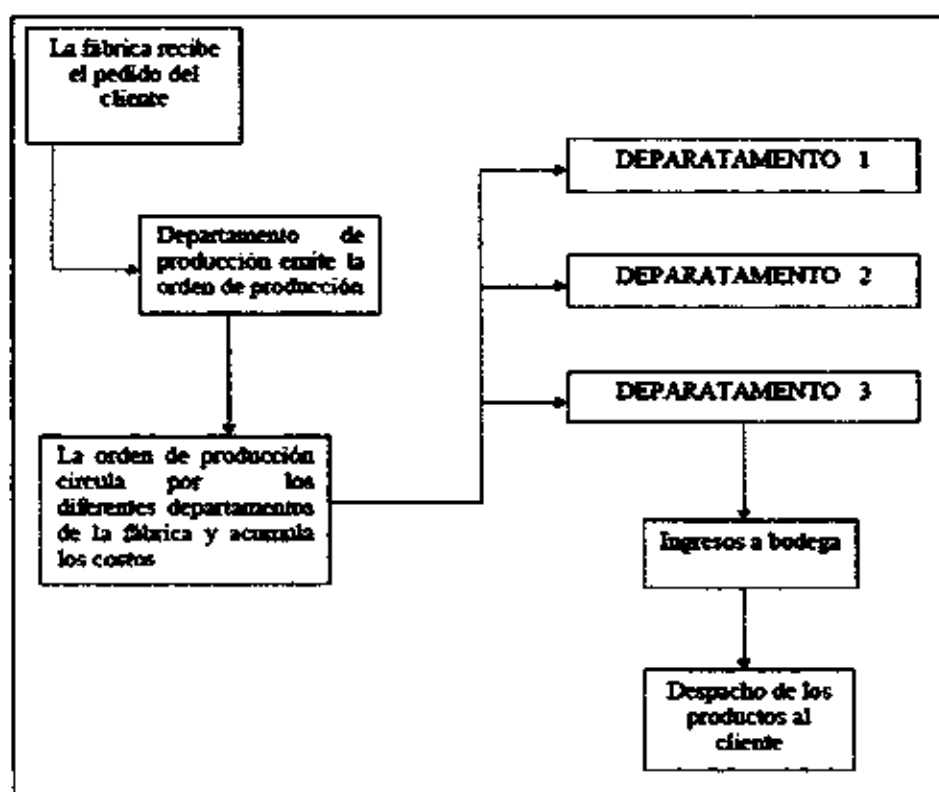 La fábrica recibe
el pedido del
cliente
Departamento de
producción emite la
orden de producción
La orden de producción
circula por los
diferentes departamentos
de la fábrica y acumula
los costos
DEPARATAMENTO 1
DEPARATAMENTO 2
DEPARATAMENTO 3
Ingresos a bodega
Despacho de los
productos al
cliente